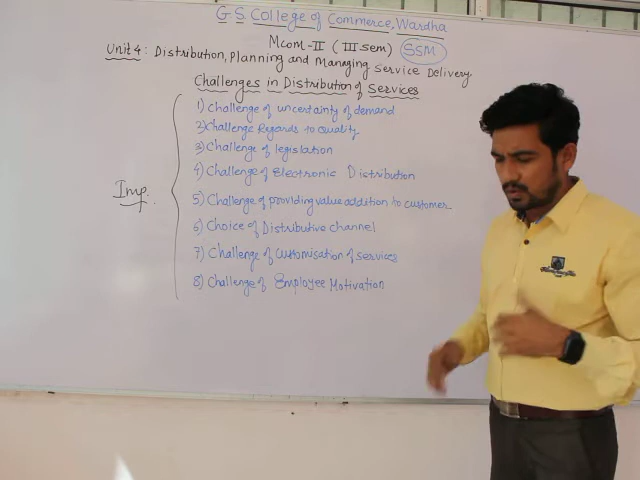 G. S. College of Commerce, Wardha
Mcom-II (III sem) SSM
Unit 4 : Distribution, Planning and Managing Service Delivery
Challenges in Distribution of Services
1) Challenge of uncertainty of demand
2) Challenge Regards to Quality
3) Challenge of legislation
4) Challenge of Electronic Distribution
5) Challenge of providing value addition to customer
6) Choice of Distributive channel
7) Challenge of Customisation of Services
8) Challenge of Employee Motivation
Imp.